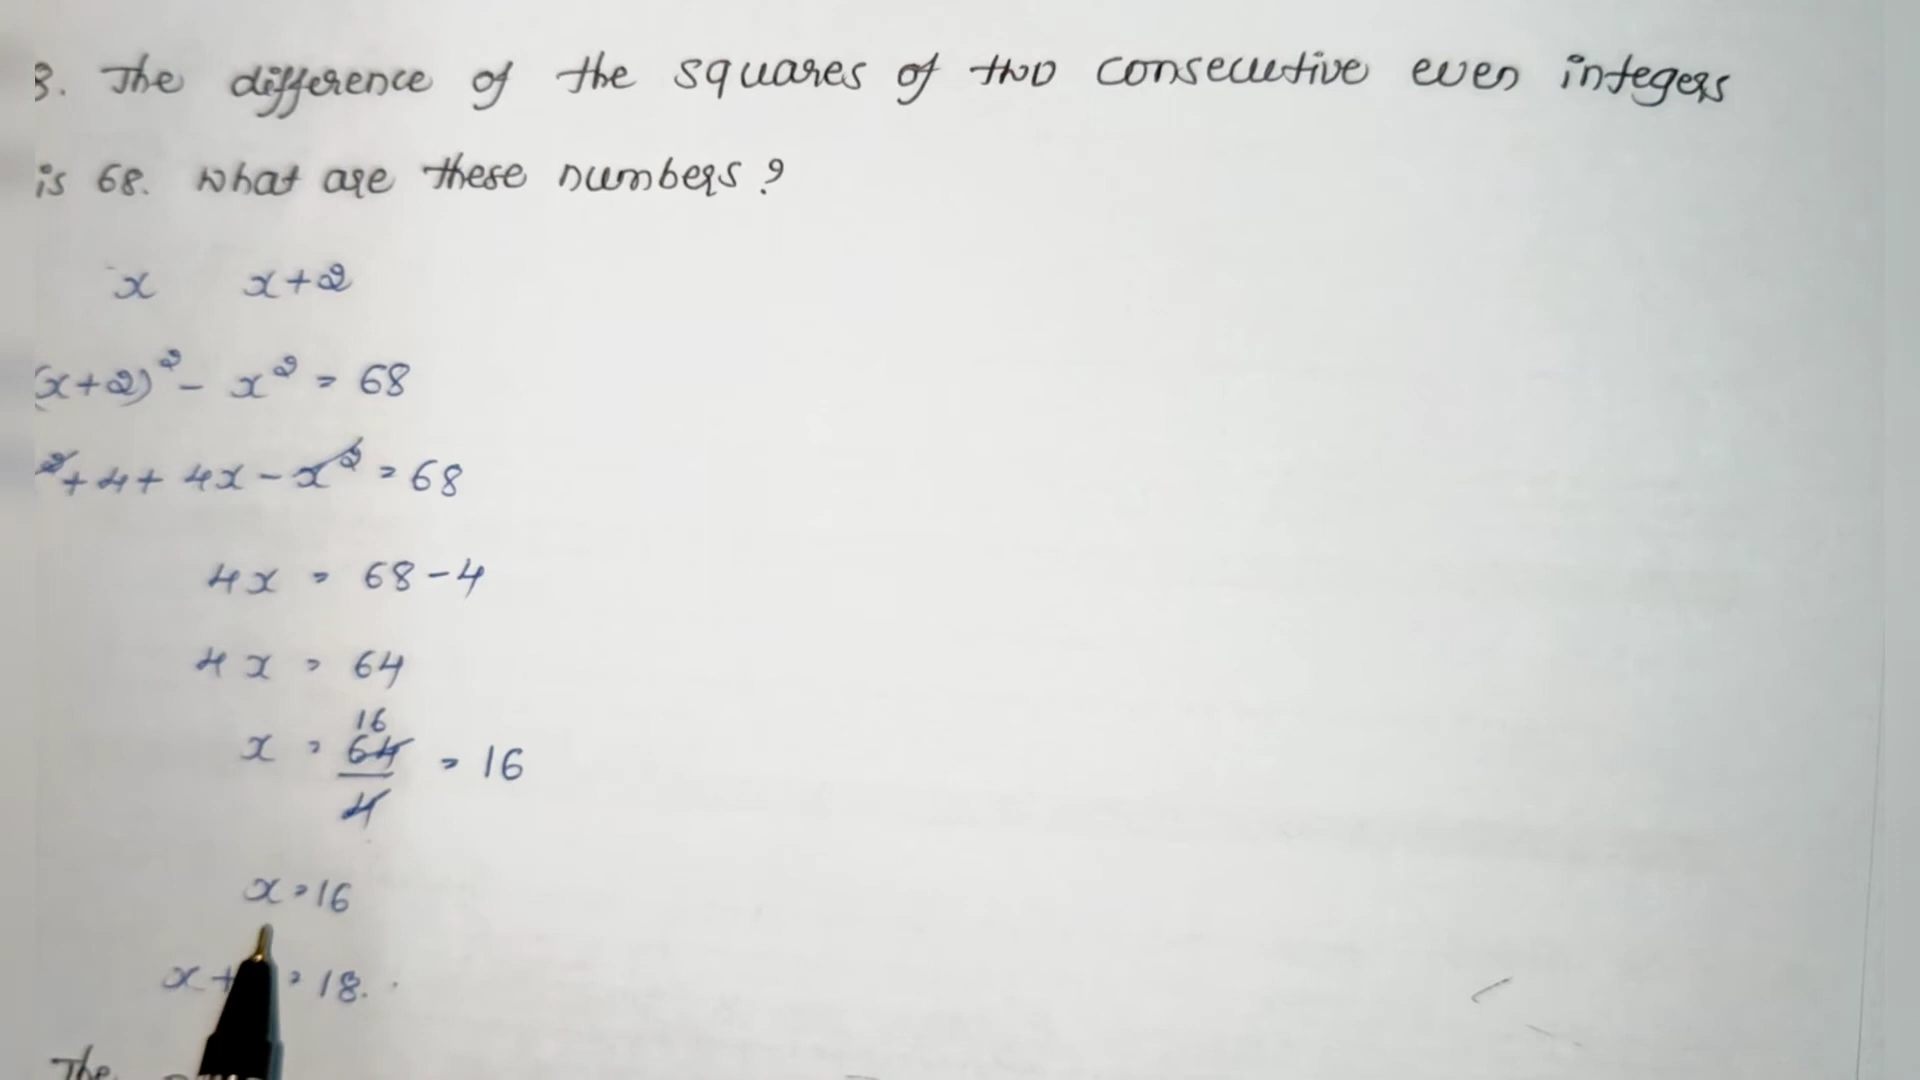 3. The difference of the squares of two consecutive even integers
is 68. What are these numbers?
x x+2
(x+2)² - x² = 68
²+4+4x-x² = 68
4x = 68-4
4x = 64
x = 64/4 = 16
16
x = 16
x+ = 18.
The